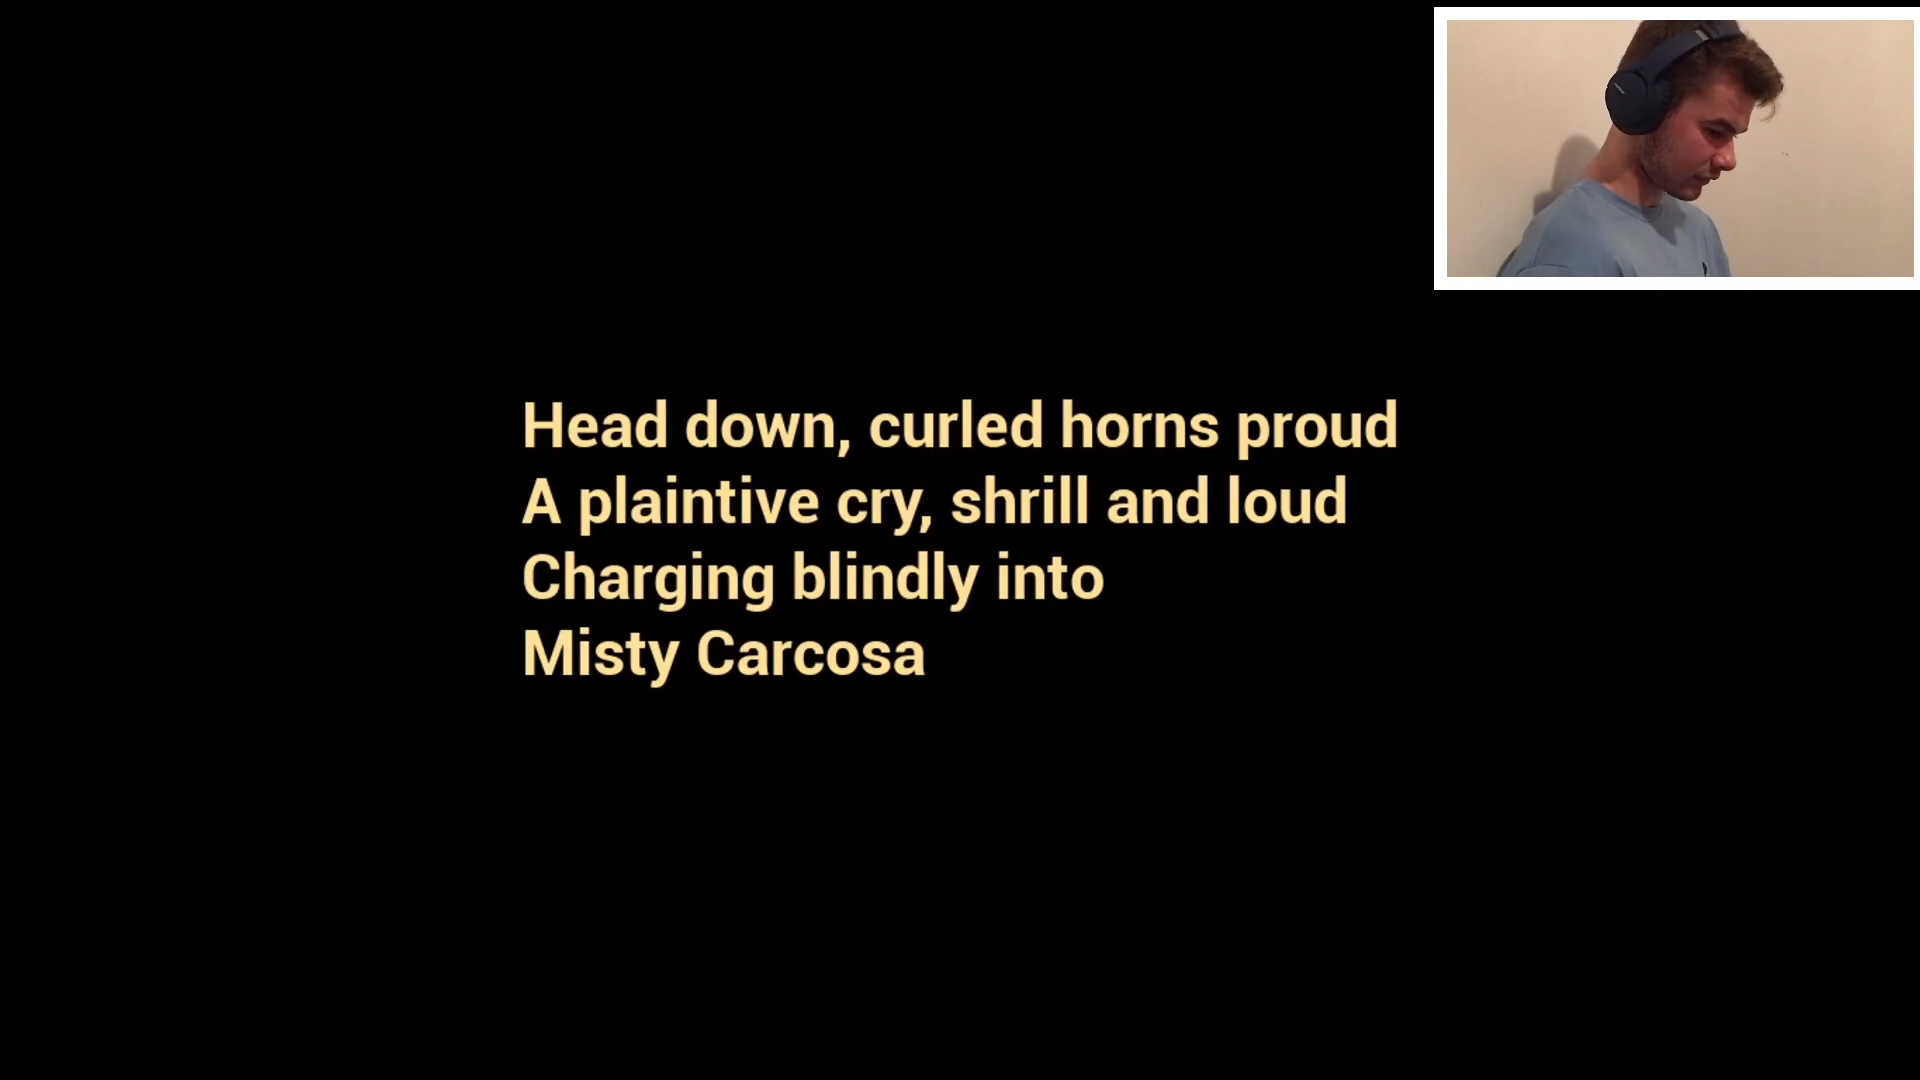 Head down, curled horns proud
A plaintive cry, shrill and loud
Charging blindly into
Misty Carcosa